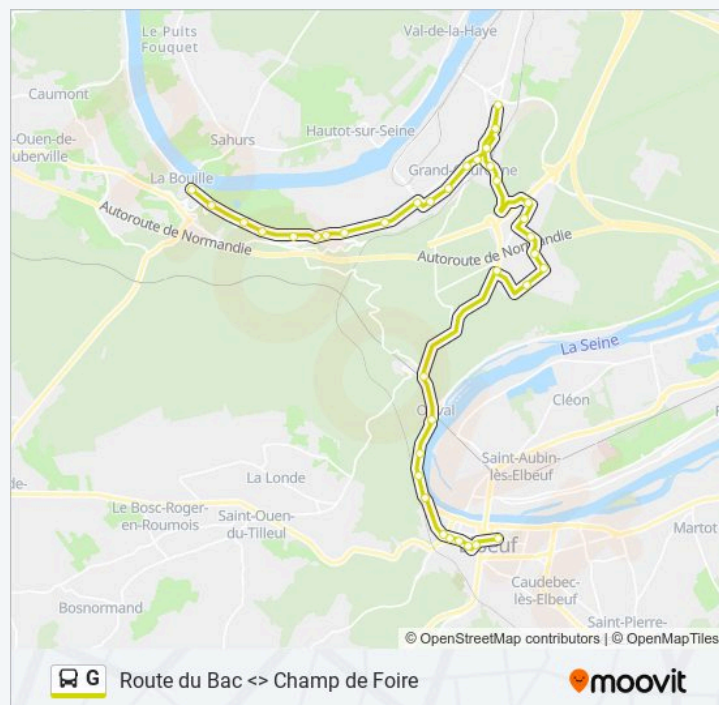 Le Puits
Fouquet
Val-de-la-Haye
Caumont
-Ouen-de-
uberville
Sahurs
Hautot-sur-Seine
La Bouille
Autoroute de Normandie
Autoroute de Normandie
La Seine
Cléon
Saint-Aubin-
lès-Elbeuf
La Londe
Le Bosc-Roger-
en-Roumois
Saint-Ouen-
du-Tilleul
de-
Martot
Bosnormand
Caudebec-
lès-Elbeuf
Saint-Pierre-
© OpenStreetMap contributors | © OpenMapTiles
G Route du Bac <> Champ de Foire
moovit